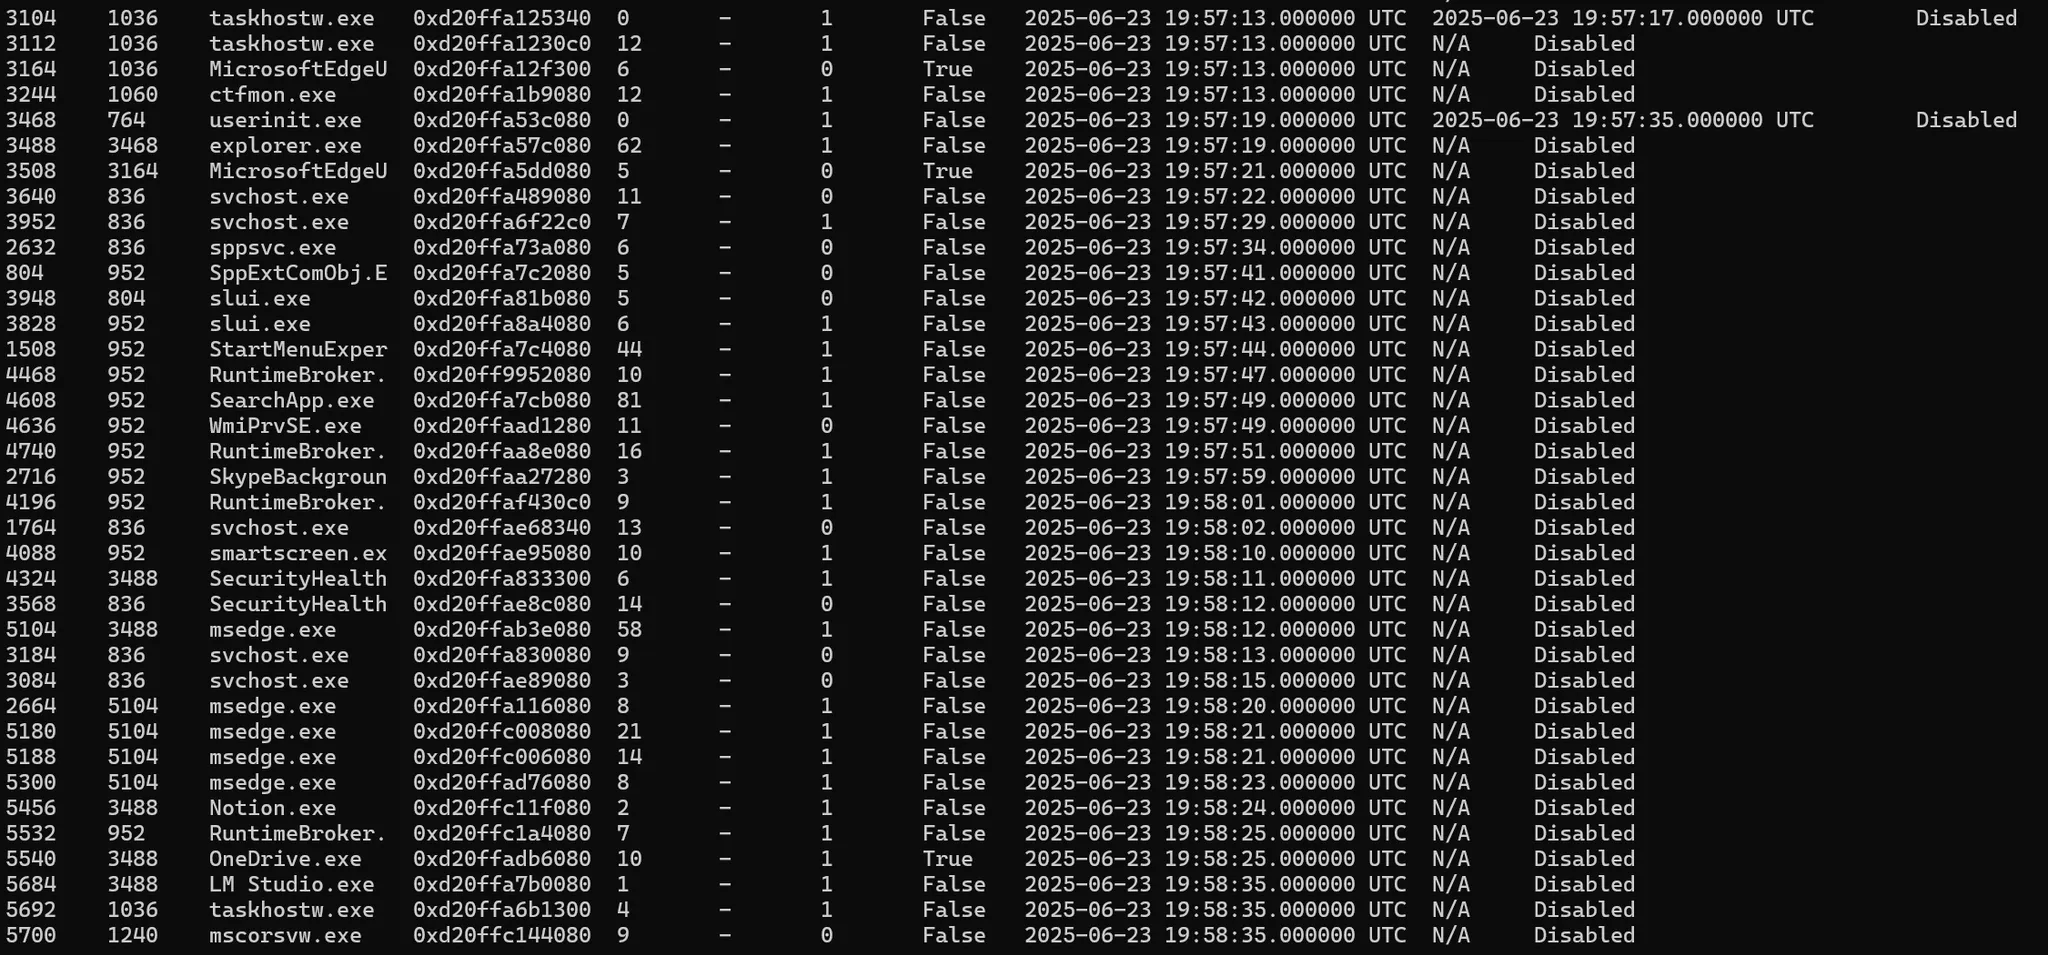 3104 1036 taskhostw.exe 0xd20ffa125340 0 - 1 False 2025-06-23 19:57:13.000000 UTC 2025-06-23 19:57:17.000000 UTC Disabled
3112 1036 taskhostw.exe 0xd20ffa1230c0 12 - 1 False 2025-06-23 19:57:13.000000 UTC N/A Disabled
3164 1036 MicrosoftEdgeU 0xd20ffa12f300 6 - 0 True 2025-06-23 19:57:13.000000 UTC N/A Disabled
3244 1060 ctfmon.exe 0xd20ffa1b9080 12 - 1 False 2025-06-23 19:57:13.000000 UTC N/A Disabled
3468 764 userinit.exe 0xd20ffa53c080 0 - 1 False 2025-06-23 19:57:19.000000 UTC 2025-06-23 19:57:35.000000 UTC Disabled
3488 3468 explorer.exe 0xd20ffa57c080 62 - 1 False 2025-06-23 19:57:19.000000 UTC N/A Disabled
3508 3164 MicrosoftEdgeU 0xd20ffa5dd080 5 - 0 True 2025-06-23 19:57:21.000000 UTC N/A Disabled
3640 836 svchost.exe 0xd20ffa489080 11 - 0 False 2025-06-23 19:57:22.000000 UTC N/A Disabled
3952 836 svchost.exe 0xd20ffa6f22c0 7 - 1 False 2025-06-23 19:57:29.000000 UTC N/A Disabled
2632 836 sppsvc.exe 0xd20ffa73a080 6 - 0 False 2025-06-23 19:57:34.000000 UTC N/A Disabled
804 952 SppExtComObj.E 0xd20ffa7c2080 5 - 0 False 2025-06-23 19:57:41.000000 UTC N/A Disabled
3948 804 slui.exe 0xd20ffa81b080 5 - 0 False 2025-06-23 19:57:42.000000 UTC N/A Disabled
3828 952 slui.exe 0xd20ffa8a4080 6 - 1 False 2025-06-23 19:57:43.000000 UTC N/A Disabled
1508 952 StartMenuExper 0xd20ffa7c4080 44 - 1 False 2025-06-23 19:57:44.000000 UTC N/A Disabled
4468 952 RuntimeBroker. 0xd20ff9952080 10 - 1 False 2025-06-23 19:57:47.000000 UTC N/A Disabled
4608 952 SearchApp.exe 0xd20ffa7cb080 81 - 1 False 2025-06-23 19:57:49.000000 UTC N/A Disabled
4636 952 WmiPrvSE.exe 0xd20ffaad1280 11 - 0 False 2025-06-23 19:57:49.000000 UTC N/A Disabled
4740 952 RuntimeBroker. 0xd20ffaa8e080 16 - 1 False 2025-06-23 19:57:51.000000 UTC N/A Disabled
2716 952 SkypeBackgroun 0xd20ffaa27280 3 - 1 False 2025-06-23 19:57:59.000000 UTC N/A Disabled
4196 952 RuntimeBroker. 0xd20ffaf430c0 9 - 1 False 2025-06-23 19:58:01.000000 UTC N/A Disabled
1764 836 svchost.exe 0xd20ffae68340 13 - 0 False 2025-06-23 19:58:02.000000 UTC N/A Disabled
4088 952 smartscreen.ex 0xd20ffae95080 10 - 1 False 2025-06-23 19:58:10.000000 UTC N/A Disabled
4324 3488 SecurityHealth 0xd20ffa833300 6 - 1 False 2025-06-23 19:58:11.000000 UTC N/A Disabled
3568 836 SecurityHealth 0xd20ffae8c080 14 - 0 False 2025-06-23 19:58:12.000000 UTC N/A Disabled
5104 3488 msedge.exe 0xd20ffab3e080 58 - 1 False 2025-06-23 19:58:12.000000 UTC N/A Disabled
3184 836 svchost.exe 0xd20ffa830080 9 - 0 False 2025-06-23 19:58:13.000000 UTC N/A Disabled
3084 836 svchost.exe 0xd20ffae89080 3 - 0 False 2025-06-23 19:58:15.000000 UTC N/A Disabled
2664 5104 msedge.exe 0xd20ffa116080 8 - 1 False 2025-06-23 19:58:20.000000 UTC N/A Disabled
5180 5104 msedge.exe 0xd20ffc008080 21 - 1 False 2025-06-23 19:58:21.000000 UTC N/A Disabled
5188 5104 msedge.exe 0xd20ffc006080 14 - 1 False 2025-06-23 19:58:21.000000 UTC N/A Disabled
5300 5104 msedge.exe 0xd20ffad76080 8 - 1 False 2025-06-23 19:58:23.000000 UTC N/A Disabled
5456 3488 Notion.exe 0xd20ffc11f080 2 - 1 False 2025-06-23 19:58:24.000000 UTC N/A Disabled
5532 952 RuntimeBroker. 0xd20ffc1a4080 7 - 1 False 2025-06-23 19:58:25.000000 UTC N/A Disabled
5540 3488 OneDrive.exe 0xd20ffadb6080 10 - 1 True 2025-06-23 19:58:25.000000 UTC N/A Disabled
5684 3488 LM Studio.exe 0xd20ffa7b0080 1 - 1 False 2025-06-23 19:58:35.000000 UTC N/A Disabled
5692 1036 taskhostw.exe 0xd20ffa6b1300 4 - 1 False 2025-06-23 19:58:35.000000 UTC N/A Disabled
5700 1240 mscorsvw.exe 0xd20ffc144080 9 - 0 False 2025-06-23 19:58:35.000000 UTC N/A Disabled